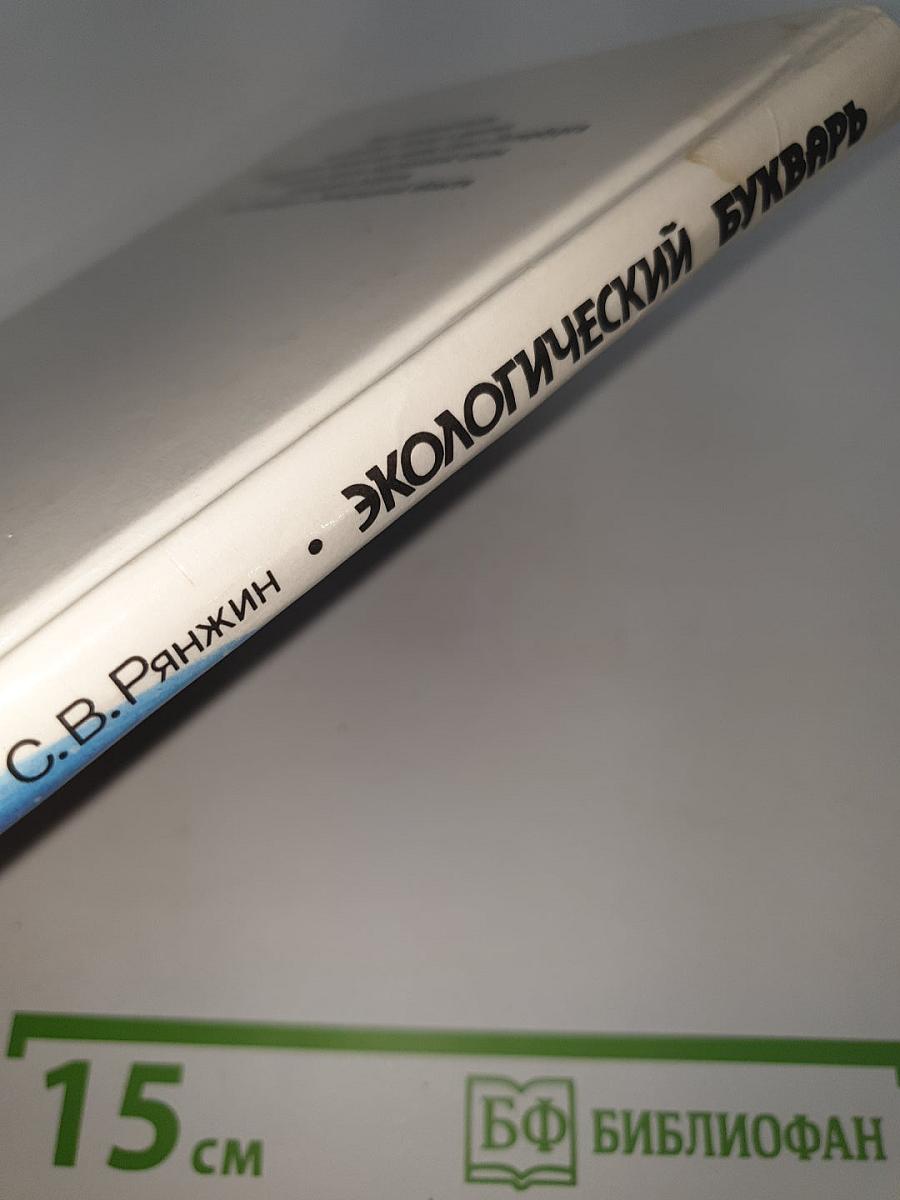 С. В. Рянжин • ЭКОЛОГИЧЕСКИЙ БУКВАРЬ
15 см
БФ БИБЛИОФАН